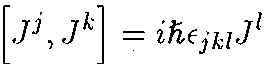 [J^j, J^k] = iℏϵ_{jkl}J^l